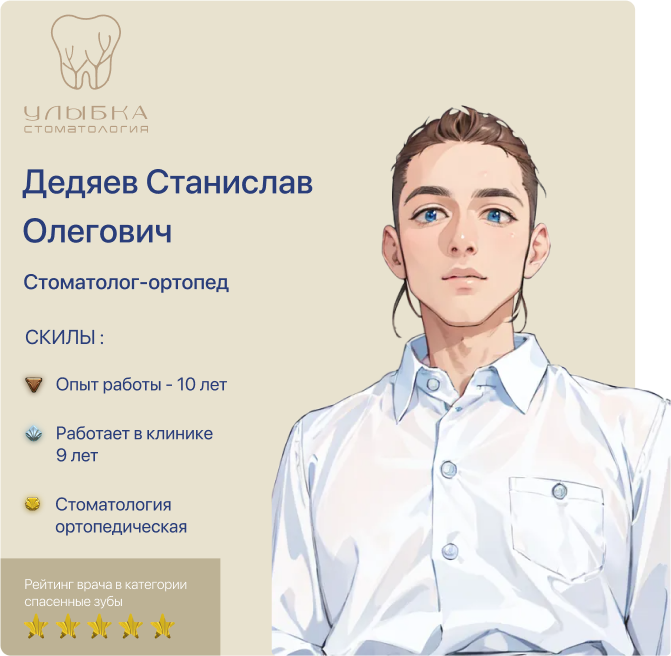 УЛЫБКА
СТОМАТОЛОГИЯ
Дедяев Станислав
Олегович
Стоматолог-ортопед
СКИЛЫ :
Опыт работы - 10 лет
Работает в клинике
9 лет
Стоматология
ортопедическая
Рейтинг врача в категории
спасенные зубы